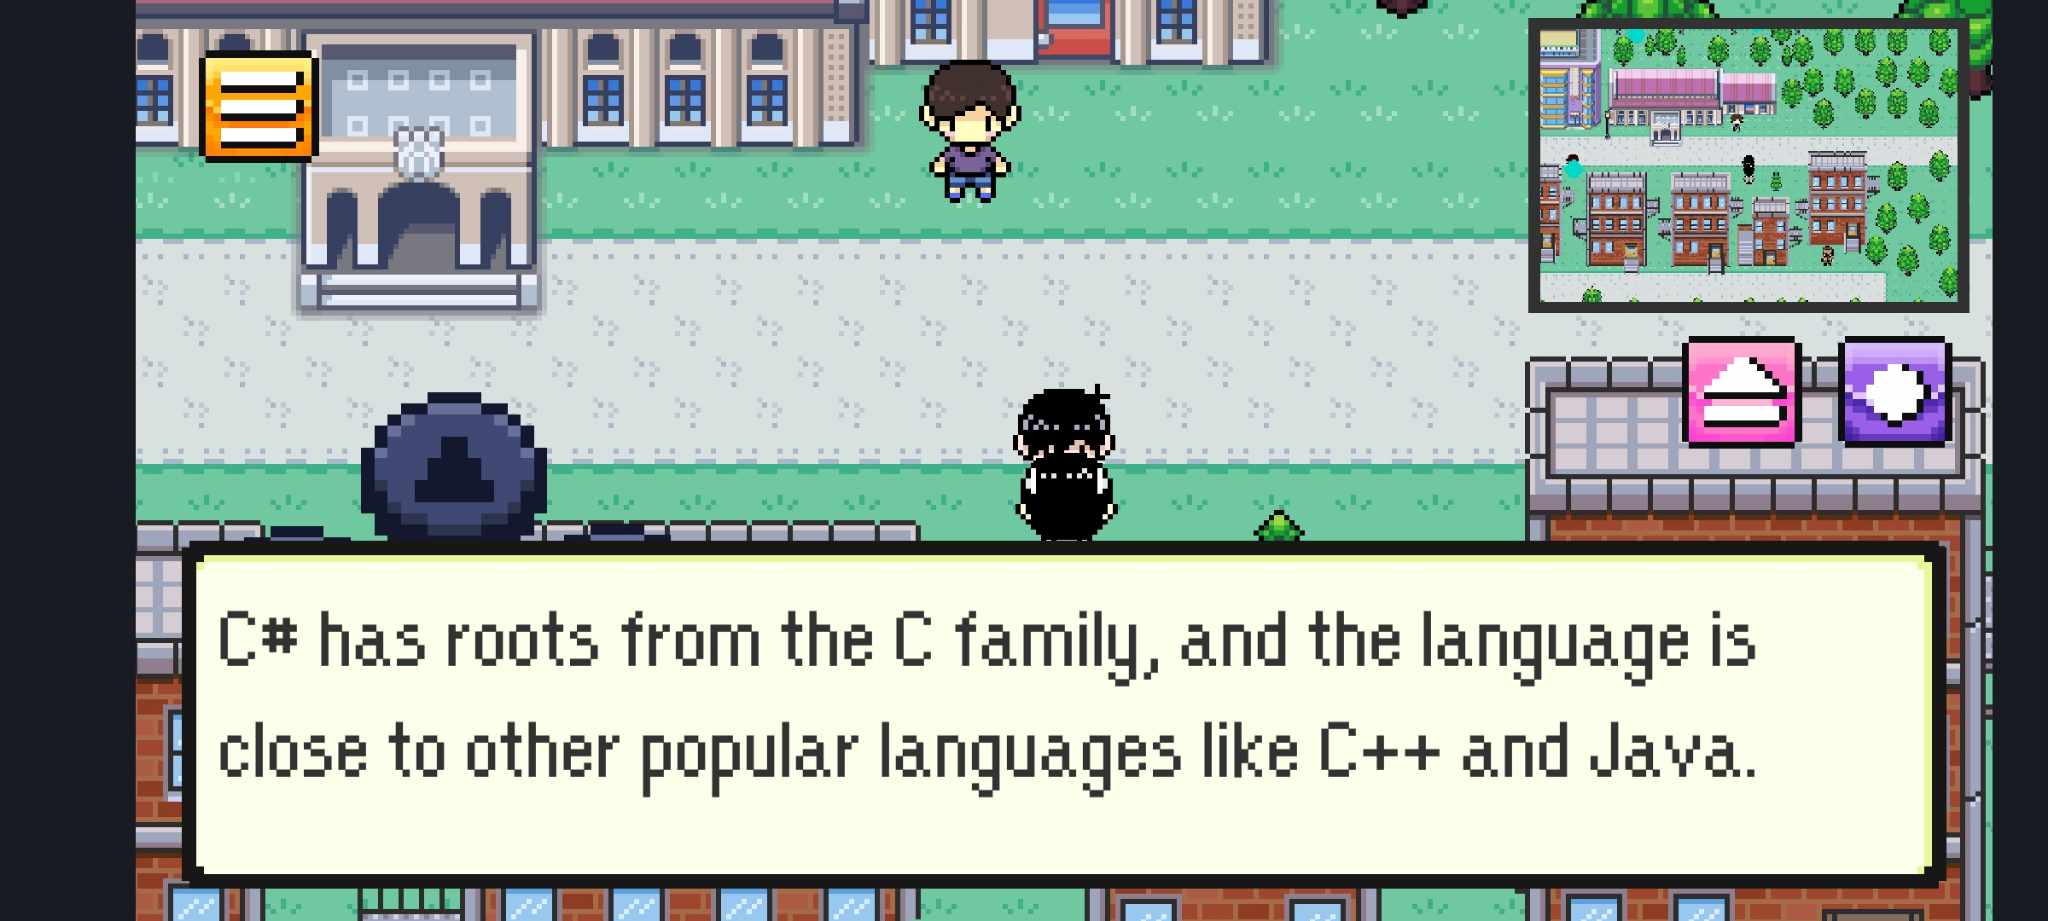 C# has roots from the C family, and the language is
close to other popular languages like C++ and Java.